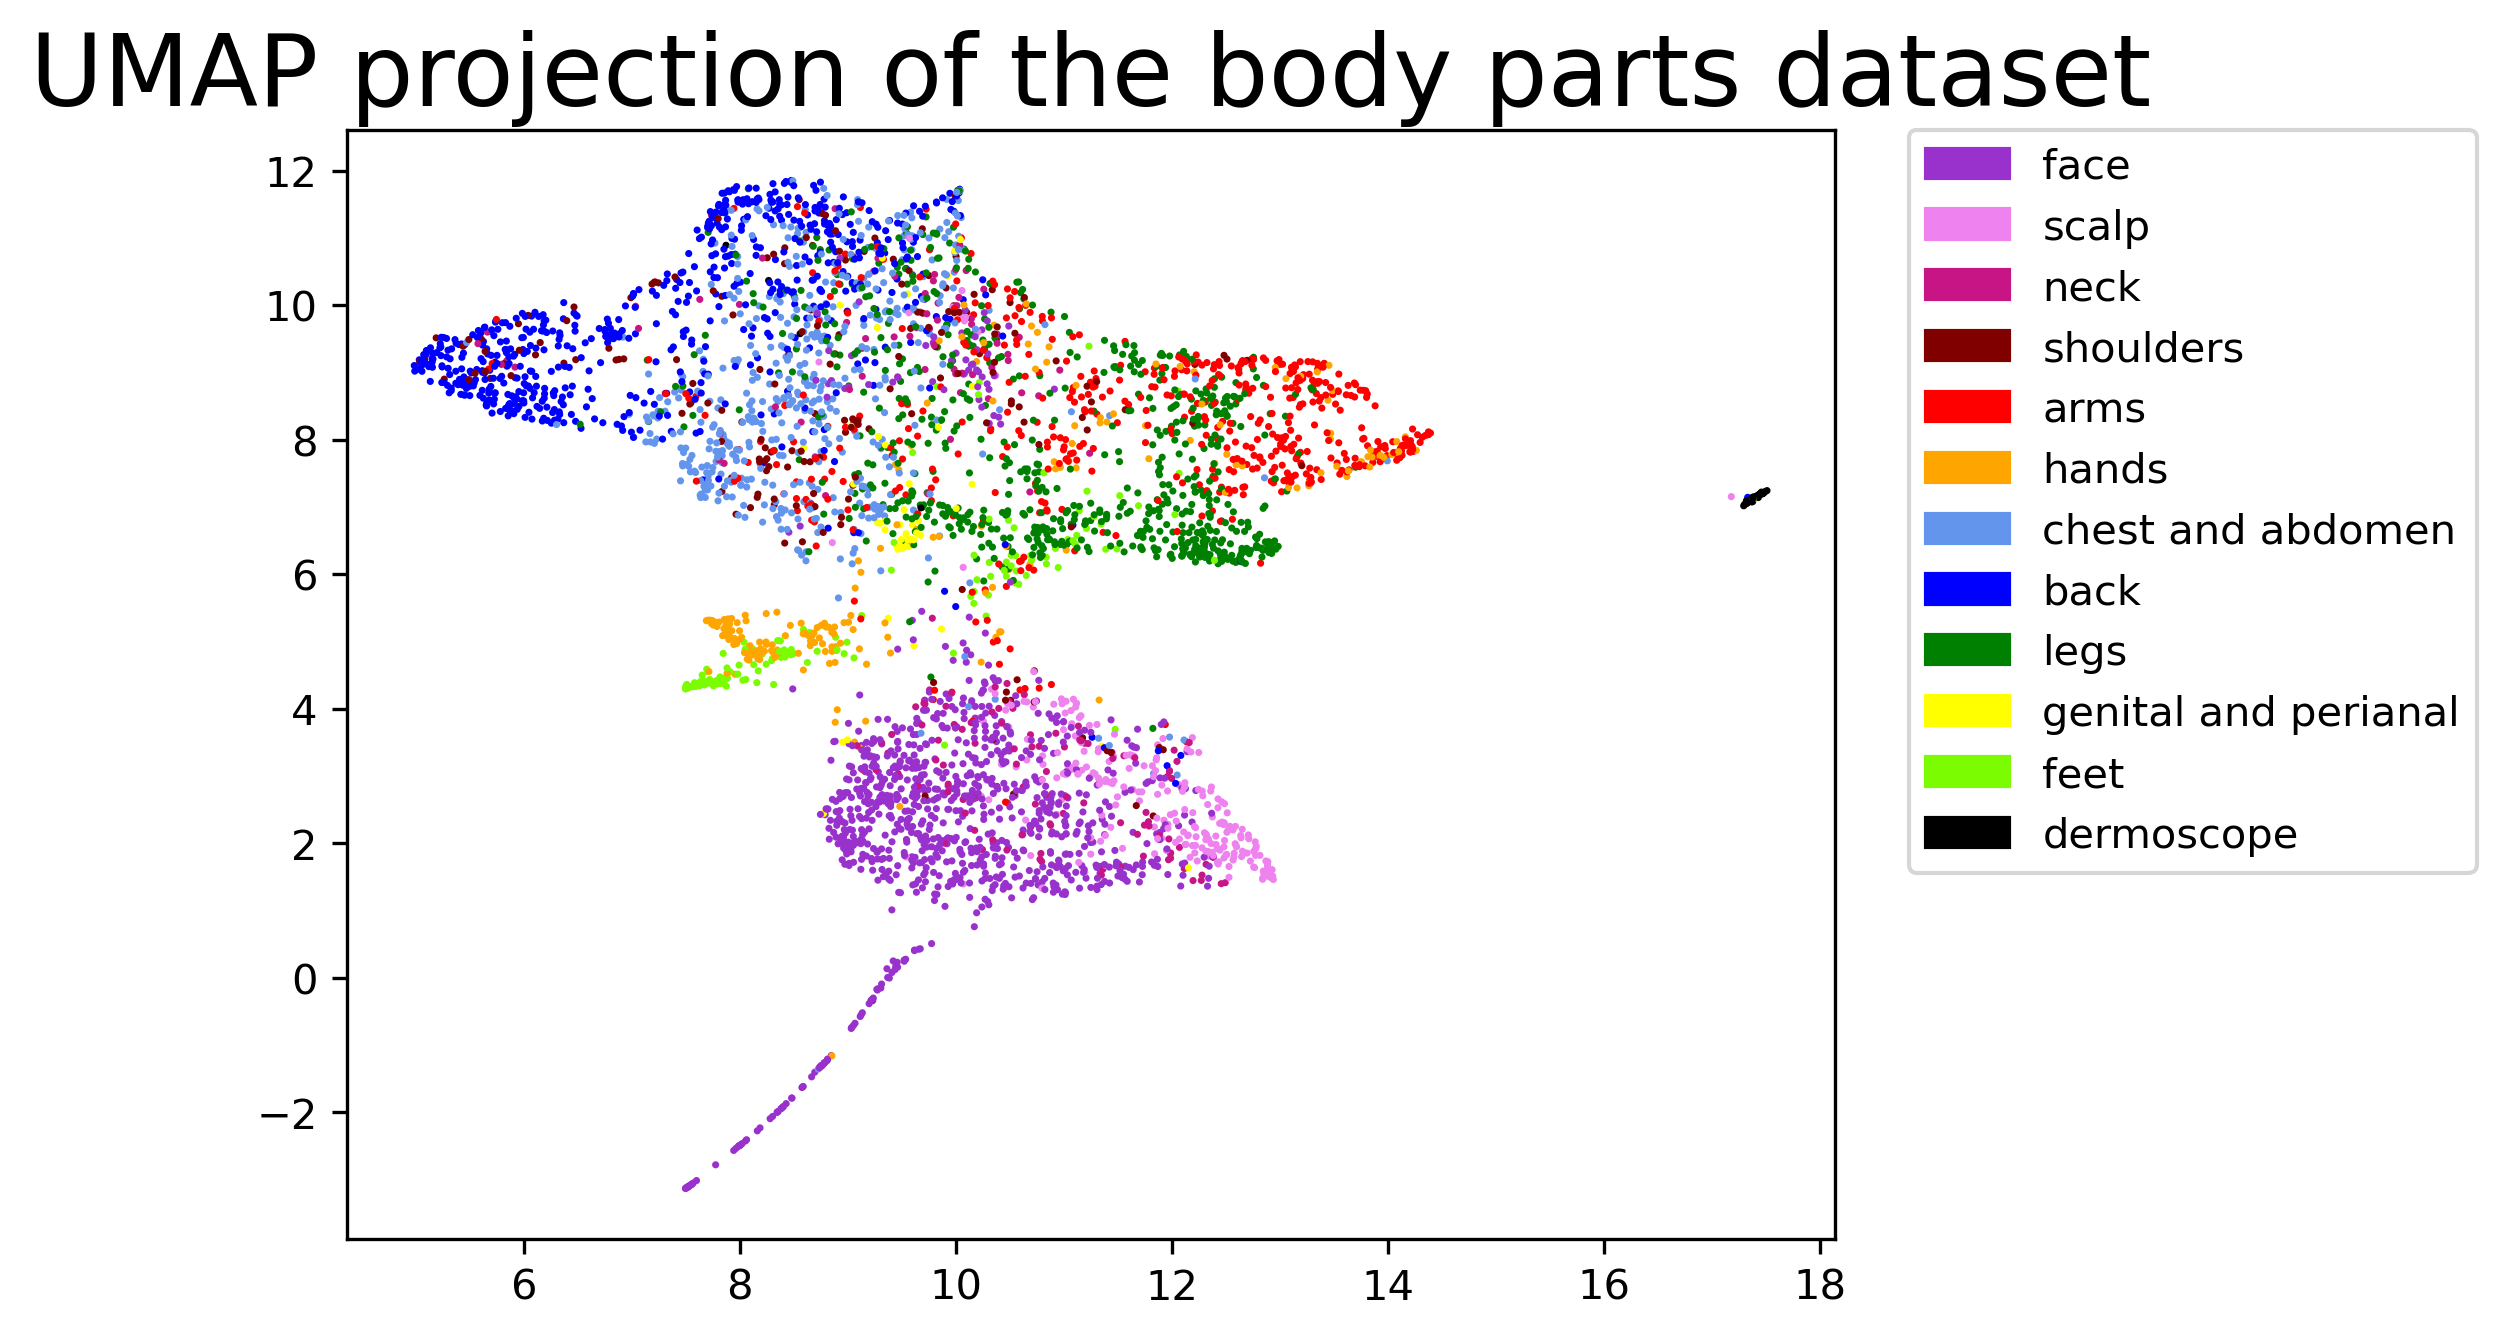 UMAP projection of the body parts dataset
12
10
8
6
4
2
0
−2
6 8 10 12 14 16 18
face
scalp
neck
shoulders
arms
hands
chest and abdomen
back
legs
genital and perianal
feet
dermoscope